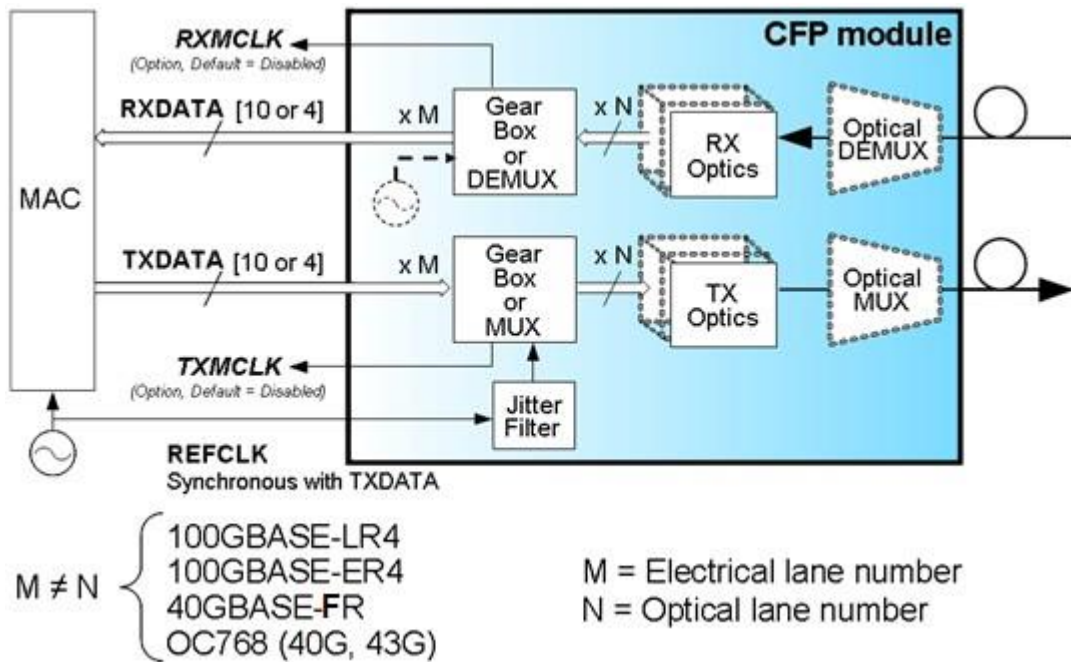 CFP module
RXMCLK
(Option, Default = Disabled)
RXDATA [10 or 4]
x M
Gear
Box
or
DEMUX
x N
RX
Optics
Optical
DEMUX
MAC
TXDATA [10 or 4]
x M
Gear
Box
or
MUX
x N
TX
Optics
Optical
MUX
TXMCLK
(Option, Default = Disabled)
Jitter
Filter
REFCLK
Synchronous with TXDATA
M ≠ N
100GBASE-LR4
100GBASE-ER4
40GBASE-FR
OC768 (40G, 43G)
M = Electrical lane number
N = Optical lane number